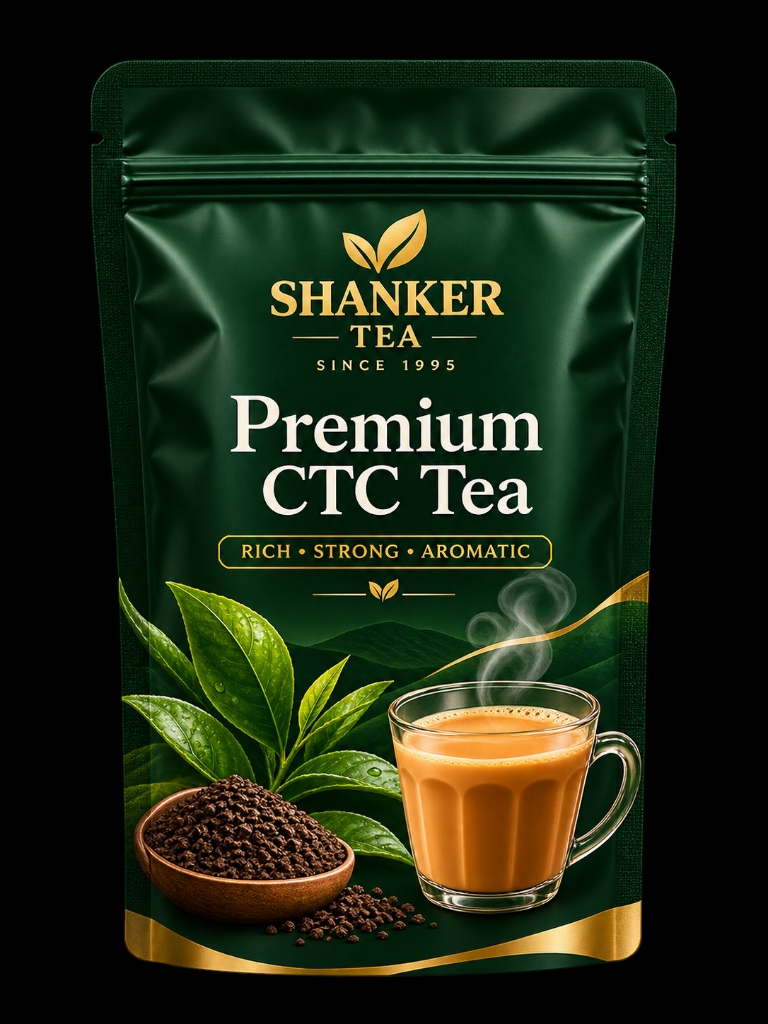 SHANKER
TEA
SINCE 1995
Premium
CTC Tea
RICH • STRONG • AROMATIC